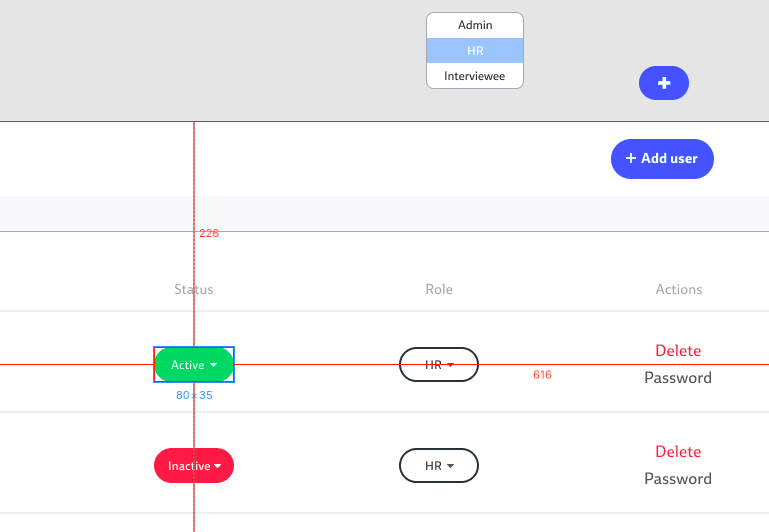 Admin
HR
Interviewee
+ Add user
226
Status
Role
Actions
Active
HR
Delete
616
Password
80×35
Inactive
HR
Delete
Password